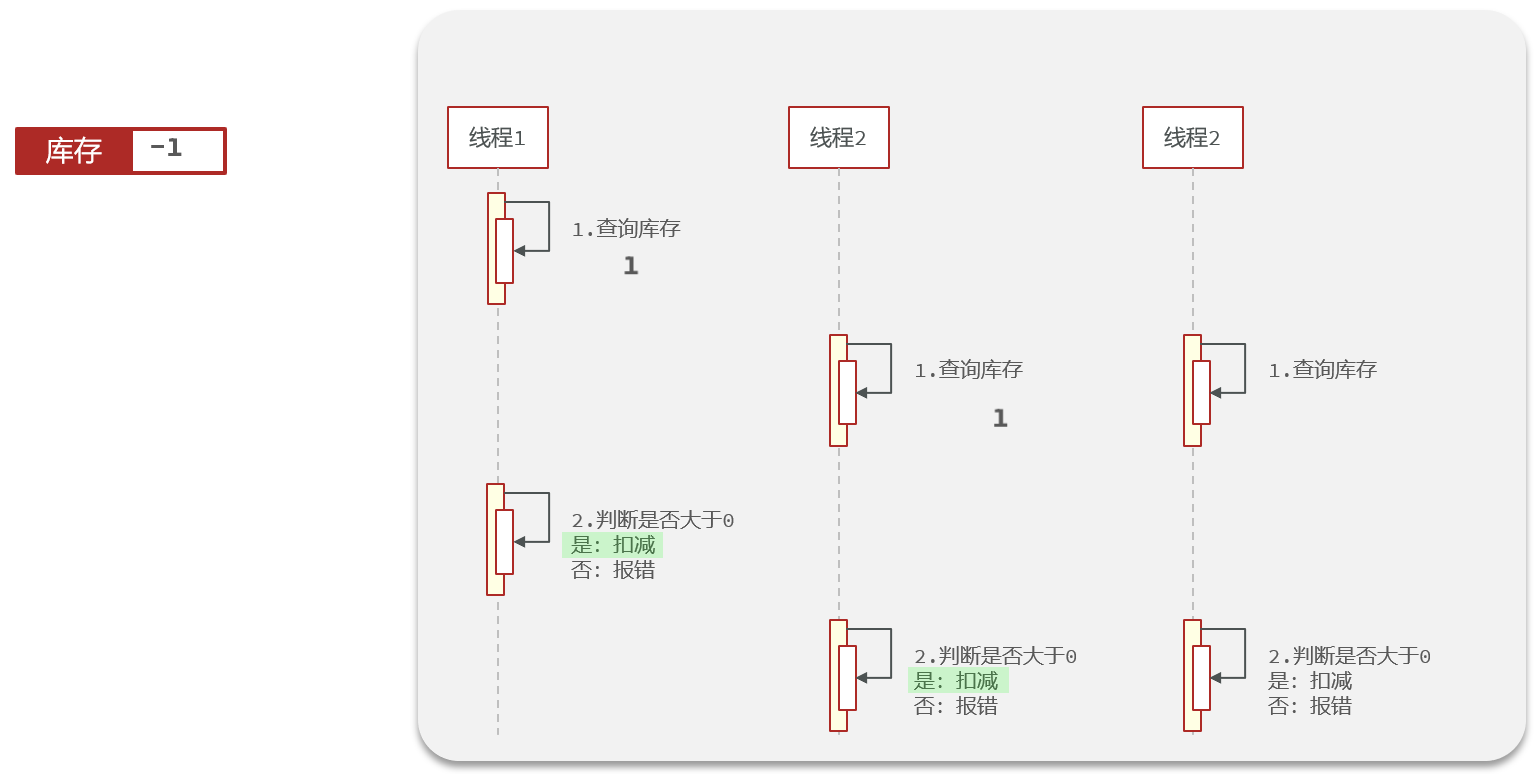 库存
-1
线程1
线程2
线程2
1.查询库存
1
1.查询库存
1
1.查询库存
2.判断是否大于0
是: 扣减
否: 报错
2.判断是否大于0
是: 扣减
否: 报错
2.判断是否大于0
是: 扣减
否: 报错